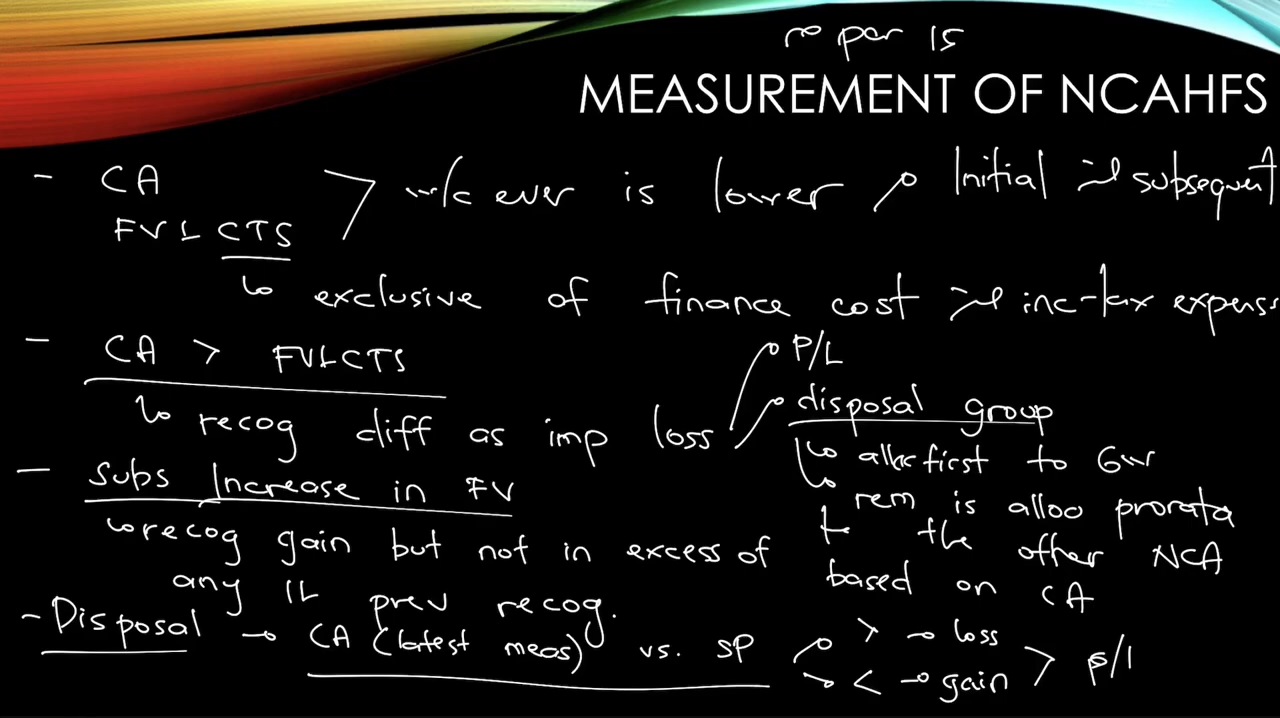 no par 15
MEASUREMENT OF NCAHFS
- CA
FVLCTS
> w/c ever is lower → Initial & subsequent
↳ exclusive of finance cost & inc-tax expense
- CA > FVLCTS
↳ recog diff as imp loss
→ P/L
→ disposal group
↳ alloc first to GW
↳ rem is alloc prorata
to the other NCA
based on CA
- Subs Increase in FV
↳ recog gain but not in excess of
any IL prev recog.
- Disposal → CA (latest meas) vs. SP
> → loss
< → gain
> P/L